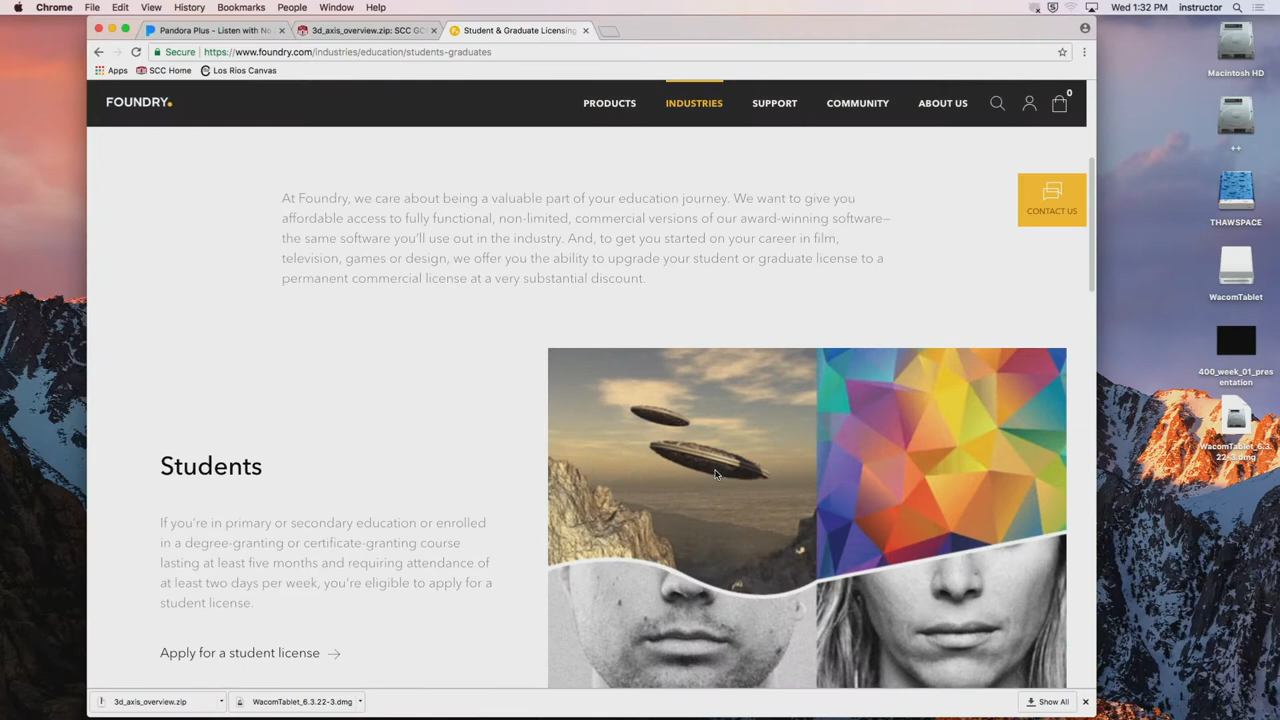 Chrome File Edit View History Bookmarks People Window Help
Wed 1:32 PM instructor
Pandora Plus - Listen with No
3d_axis_overview.zip: SCC GC
Student & Graduate Licensing
Secure https://www.foundry.com/industries/education/students-graduates
Apps SCC Home Los Rios Canvas
FOUNDRY.
PRODUCTS INDUSTRIES SUPPORT COMMUNITY ABOUT US 0
At Foundry, we care about being a valuable part of your education journey. We want to give you
affordable access to fully functional, non-limited, commercial versions of our award-winning software—
the same software you'll use out in the industry. And, to get you started on your career in film,
television, games or design, we offer you the ability to upgrade your student or graduate license to a
permanent commercial license at a very substantial discount.
CONTACT US
Students
If you're in primary or secondary education or enrolled
in a degree-granting or certificate-granting course
lasting at least five months and requiring attendance of
at least two days per week, you're eligible to apply for a
student license.
Apply for a student license →
3d_axis_overview.zip
WacomTablet_6.3.22-3.dmg
Show All
Macintosh HD
++
THAWSPACE
WacomTablet
400_week_01_pres
entation
WacomTablet_6.3.
22-3.dmg